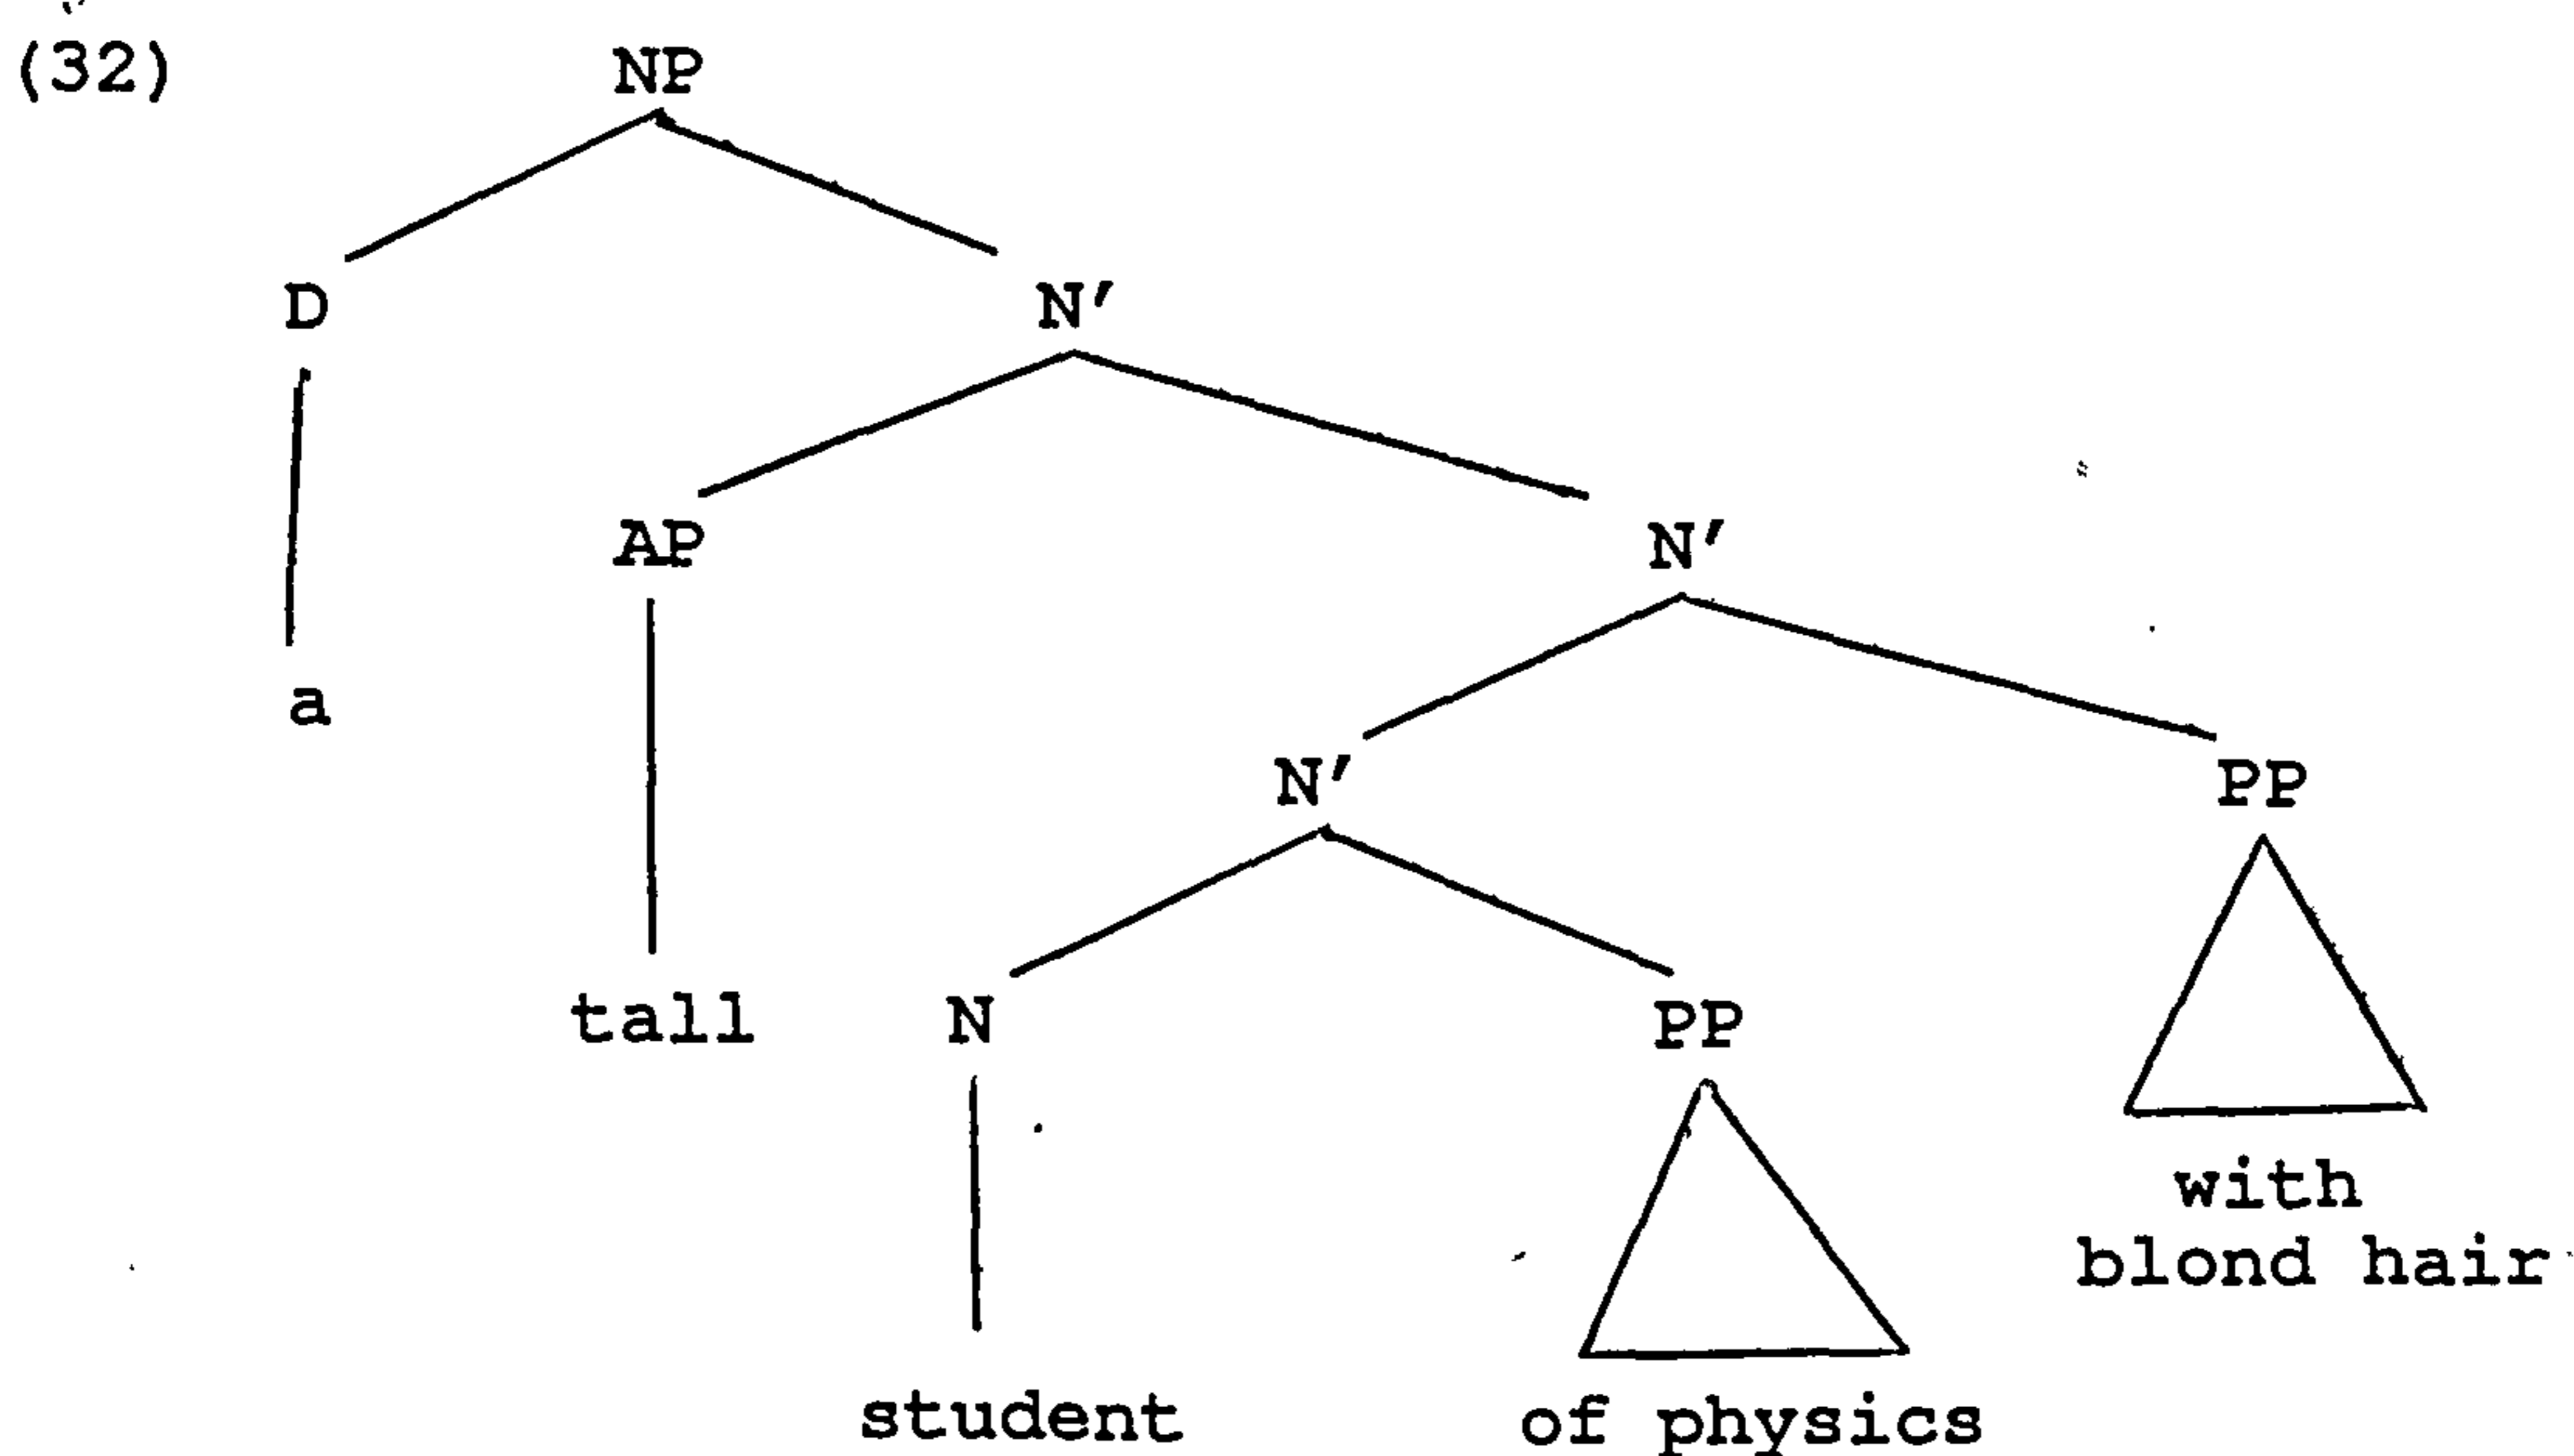 (32) NP
D N'
AP N'
a
N' PP
tall N PP
with
blond hair
student of physics